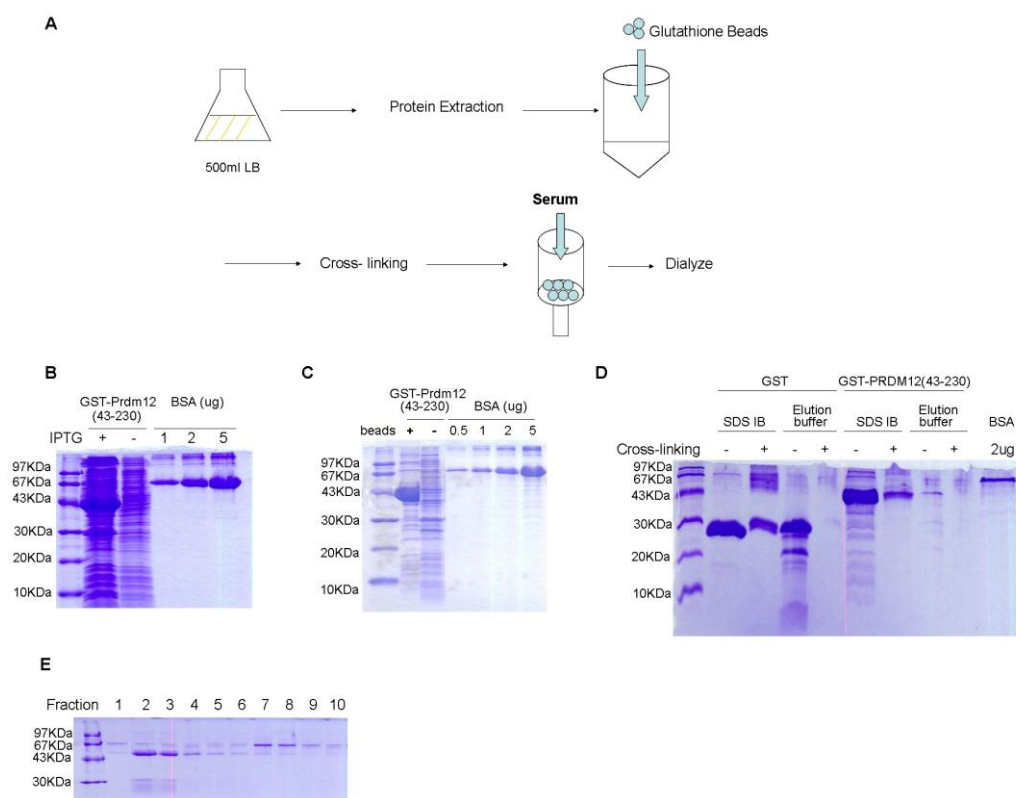 A
Glutathione Beads
Protein Extraction
500ml LB
Serum
Cross- linking
Dialyze
B
GST-Prdm12
(43-230)
BSA (ug)
IPTG + - 1 2 5
97KDa
67KDa
43KDa
30KDa
20KDa
10KDa
C
GST-Prdm12
(43-230)
BSA (ug)
beads + - 0.5 1 2 5
97KDa
67KDa
43KDa
30KDa
20KDa
10KDa
D
GST GST-PRDM12(43-230)
SDS IB Elution buffer SDS IB Elution buffer BSA
Cross-linking - + - + - + - + 2ug
97KDa
67KDa
43KDa
30KDa
20KDa
10KDa
E
Fraction 1 2 3 4 5 6 7 8 9 10
97KDa
67KDa
43KDa
30KDa